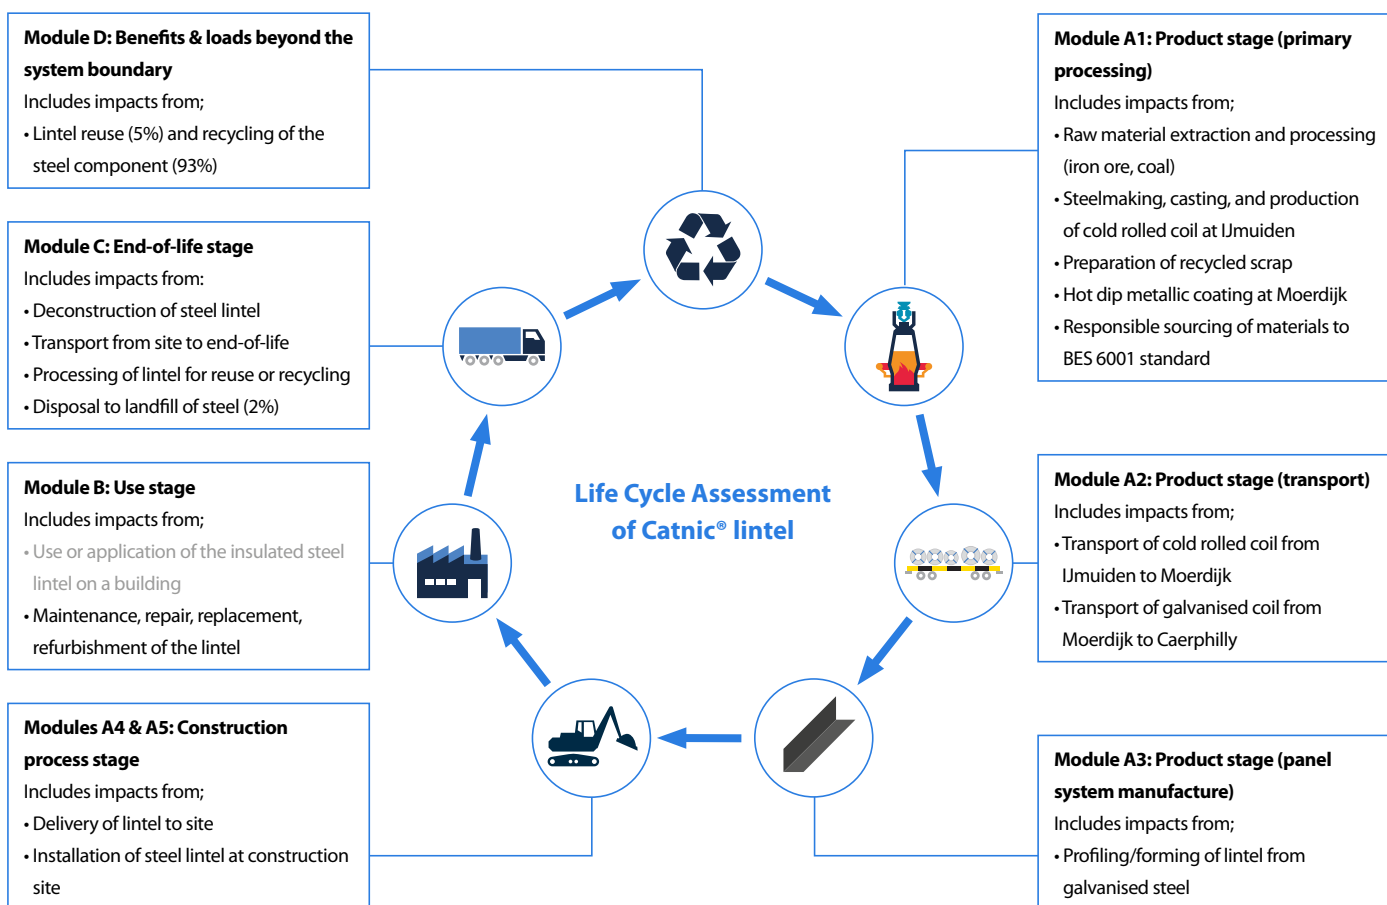 Module D: Benefits & loads beyond the
system boundary
Includes impacts from;
• Lintel reuse (5%) and recycling of the
steel component (93%)
Module C: End-of-life stage
Includes impacts from:
• Deconstruction of steel lintel
• Transport from site to end-of-life
• Processing of lintel for reuse or recycling
• Disposal to landfill of steel (2%)
Module B: Use stage
Includes impacts from;
• Use or application of the insulated steel
lintel on a building
• Maintenance, repair, replacement,
refurbishment of the lintel
Modules A4 & A5: Construction
process stage
Includes impacts from;
• Delivery of lintel to site
• Installation of steel lintel at construction
site
Life Cycle Assessment
of Catnic® lintel
Module A1: Product stage (primary
processing)
Includes impacts from;
• Raw material extraction and processing
(iron ore, coal)
• Steelmaking, casting, and production
of cold rolled coil at IJmuiden
• Preparation of recycled scrap
• Hot dip metallic coating at Moerdijk
• Responsible sourcing of materials to
BES 6001 standard
Module A2: Product stage (transport)
Includes impacts from;
• Transport of cold rolled coil from
IJmuiden to Moerdijk
• Transport of galvanised coil from
Moerdijk to Caerphilly
Module A3: Product stage (panel
system manufacture)
Includes impacts from;
• Profiling/forming of lintel from
galvanised steel